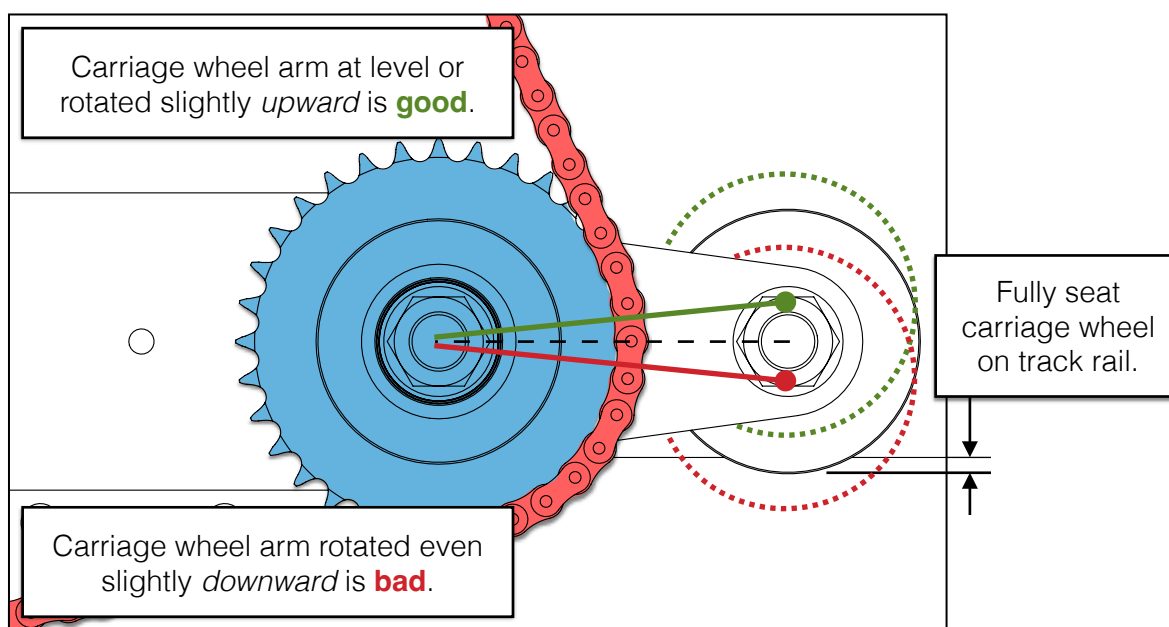 Carriage wheel arm at level or
rotated slightly upward is good.
Fully seat
carriage wheel
on track rail.
Carriage wheel arm rotated even
slightly downward is bad.